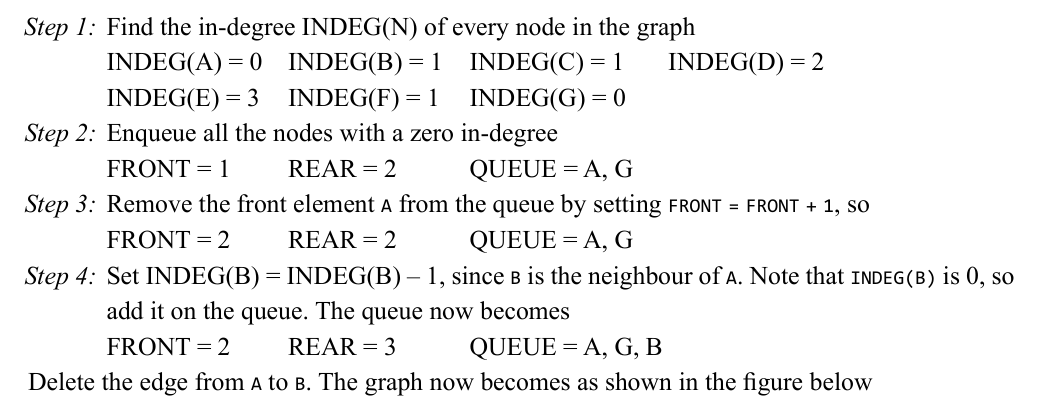 Step 1: Find the in-degree INDEG(N) of every node in the graph
INDEG(A) = 0 INDEG(B) = 1 INDEG(C) = 1 INDEG(D) = 2
INDEG(E) = 3 INDEG(F) = 1 INDEG(G) = 0
Step 2: Enqueue all the nodes with a zero in-degree
FRONT = 1 REAR = 2 QUEUE = A, G
Step 3: Remove the front element A from the queue by setting FRONT = FRONT + 1, so
FRONT = 2 REAR = 2 QUEUE = A, G
Step 4: Set INDEG(B) = INDEG(B) – 1, since B is the neighbour of A. Note that INDEG(B) is 0, so
add it on the queue. The queue now becomes
FRONT = 2 REAR = 3 QUEUE = A, G, B
Delete the edge from A to B. The graph now becomes as shown in the figure below